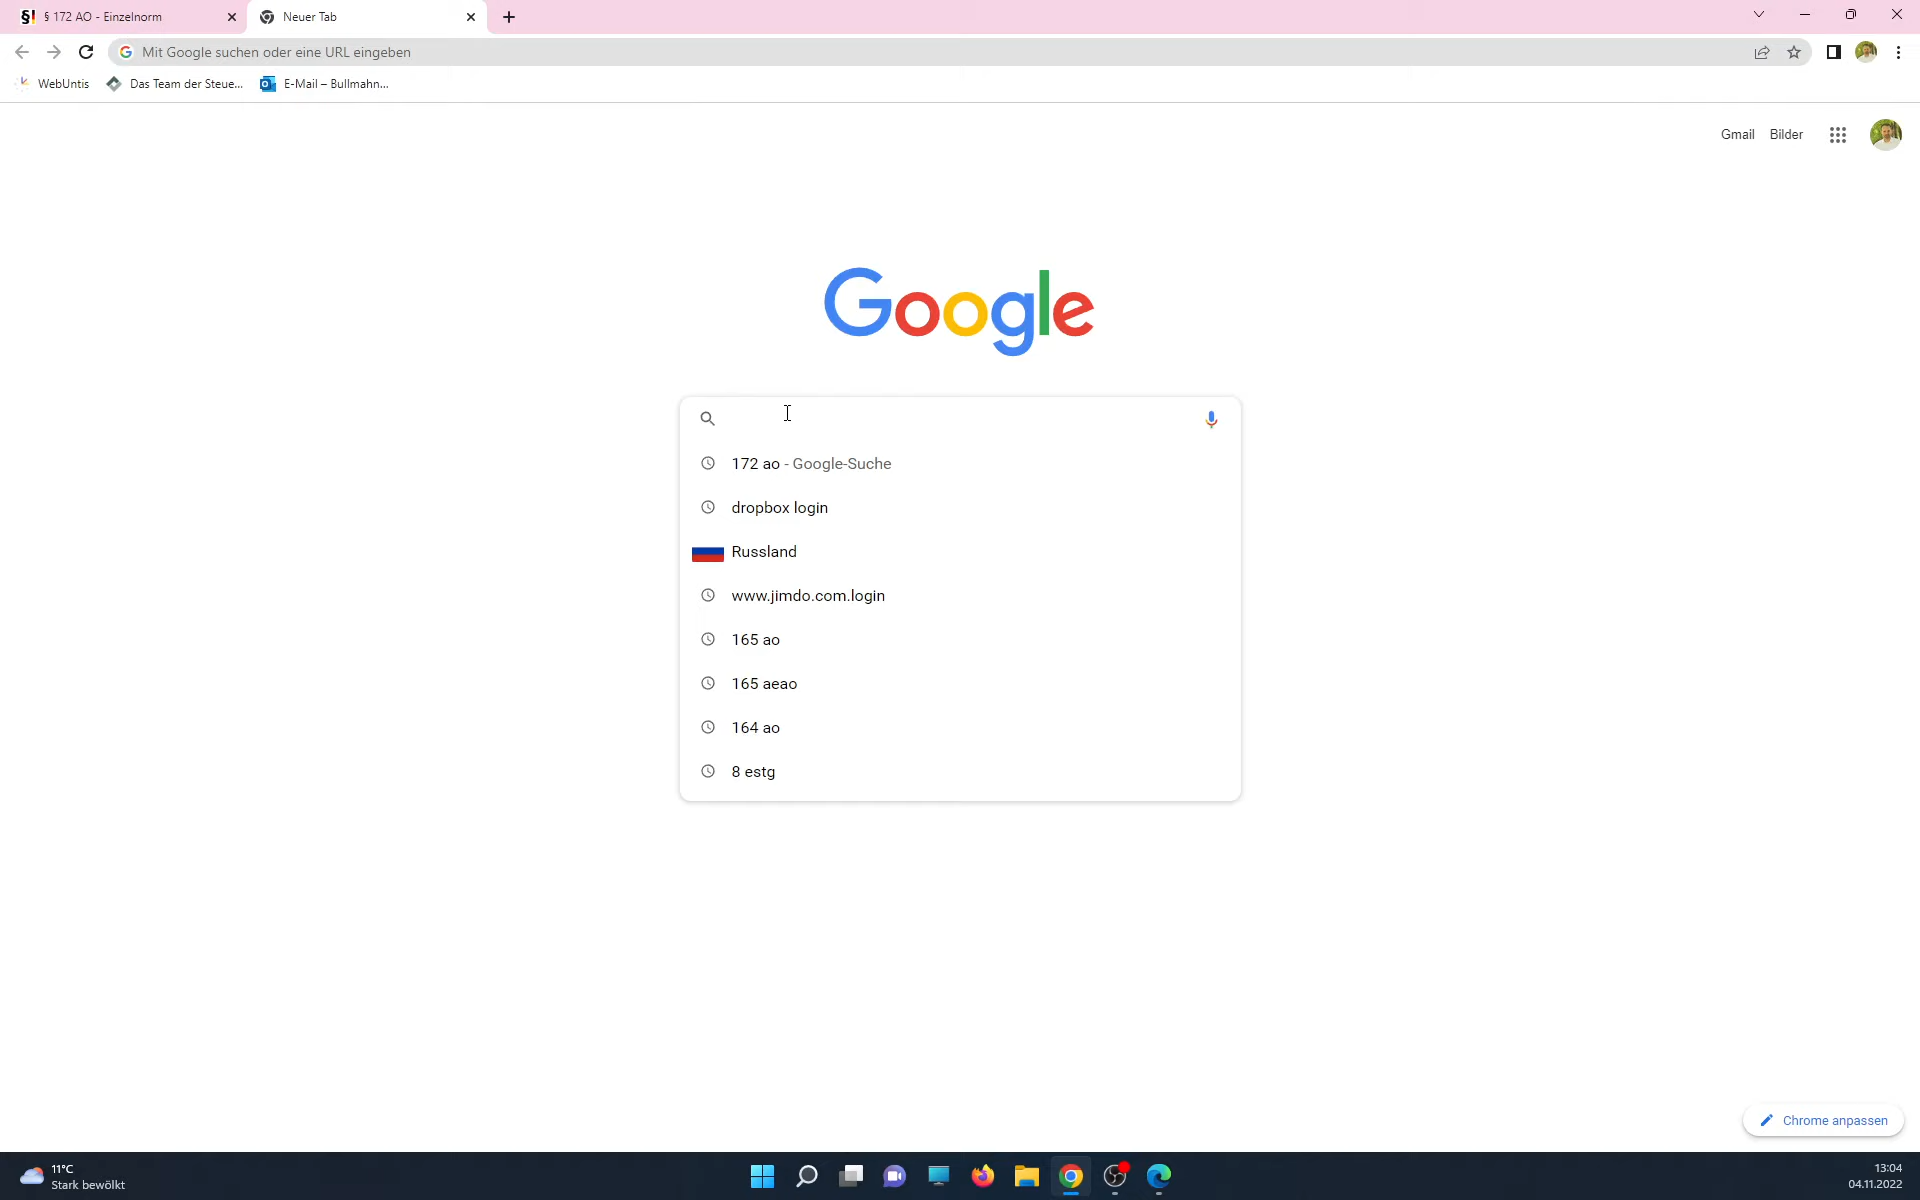 § 172 AO - Einzelnorm
Neuer Tab
Mit Google suchen oder eine URL eingeben
WebUntis
Das Team der Steue...
E-Mail – Bullmahn...
Gmail
Bilder
Google
172 ao - Google-Suche
dropbox login
Russland
www.jimdo.com.login
165 ao
165 aeao
164 ao
8 estg
Chrome anpassen
11°C
Stark bewölkt
13:04
04.11.2022